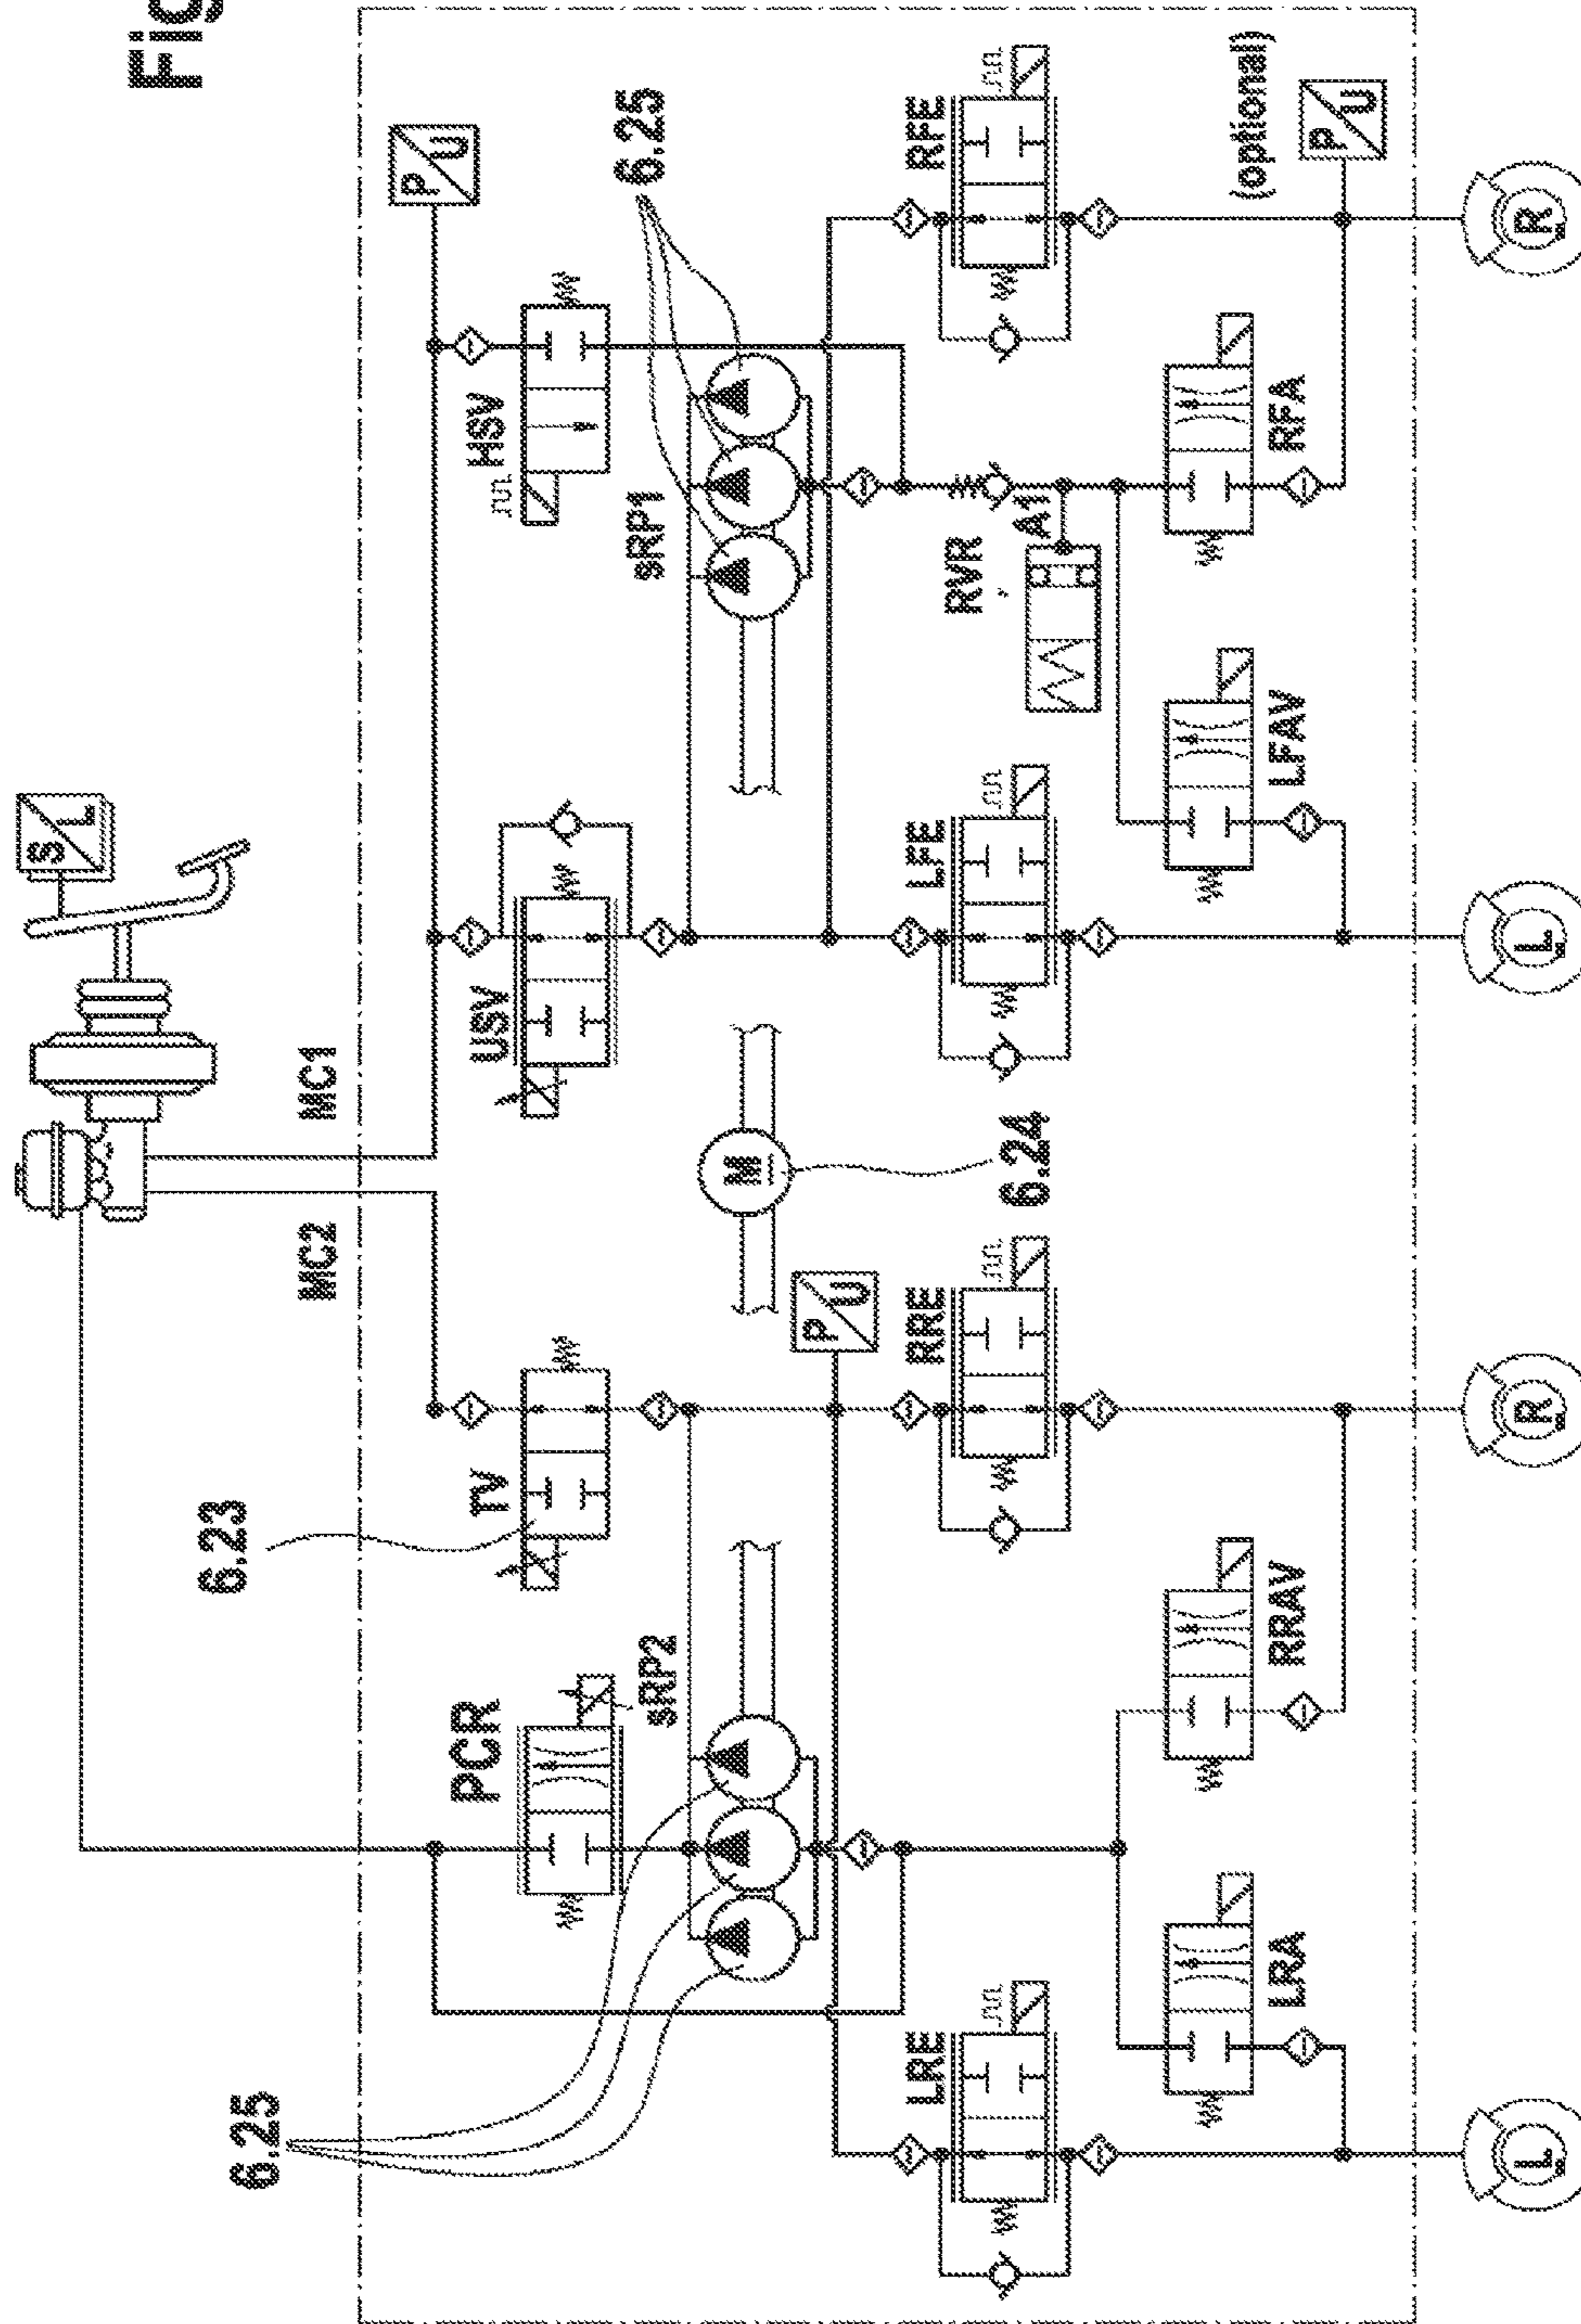 Fig
S
L
MC1
MC2
6.23
6.25
PCR
TV
USV
HSV
P
U
sRP2
sRP1
6.25
M
6.24
P
U
LRE
RRE
LFE
RFE
RVR
A1
LRA
RRAV
LFAV
RFA
(optional)
P
U
L
R
L
R